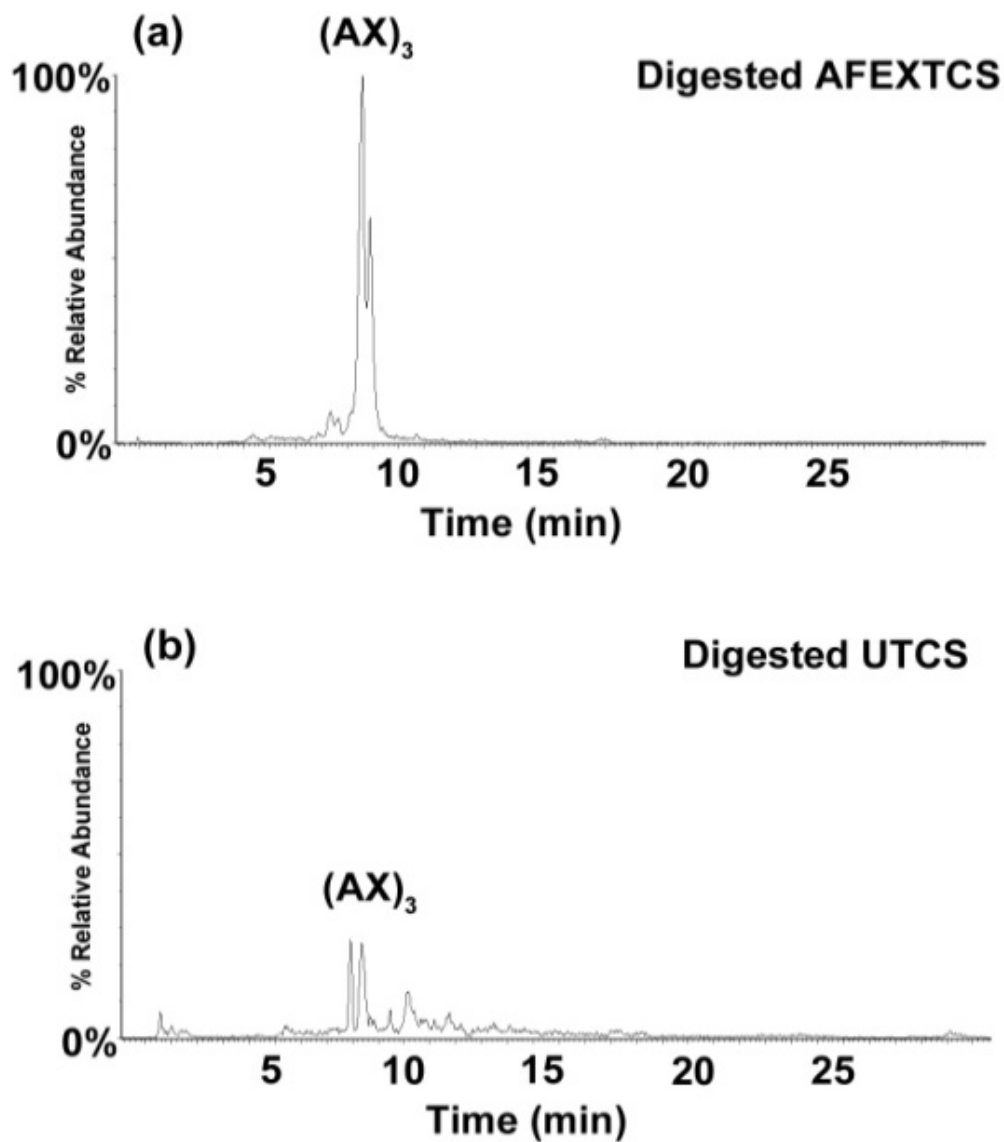 (a)
(AX)3
Digested AFEXTCS
100%
% Relative Abundance
0%
5 10 15 20 25
Time (min)
(b)
Digested UTCS
100%
% Relative Abundance
(AX)3
0%
5 10 15 20 25
Time (min)